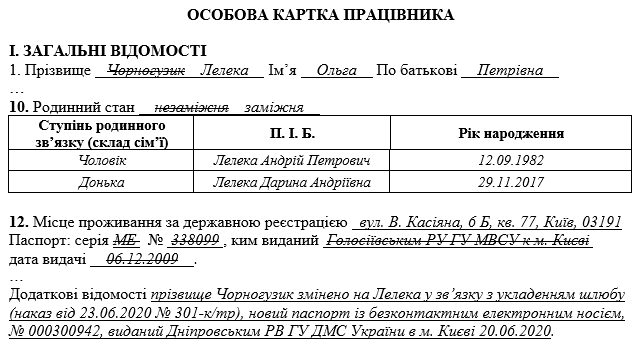 ОСОБОВА КАРТКА ПРАЦІВНИКА
І. ЗАГАЛЬНІ ВІДОМОСТІ
1. Прізвище Чорногузик Лелека Ім’я Ольга По батькові Петрівна
…
10. Родинний стан незаміжня заміжня
Ступінь родинного зв’язку (склад сім’ї) П. І. Б. Рік народження
Чоловік Лелека Андрій Петрович 12.09.1982
Донька Лелека Дарина Андріївна 29.11.2017
12. Місце проживання за державною реєстрацією вул. В. Касіяна, 6 Б, кв. 77, Київ, 03191
Паспорт: серія МЕ № 338099, ким виданий Голосіївським РУ ГУ МВСУ к м. Києві
дата видачі 06.12.2009.
…
Додаткові відомості прізвище Чорногузик змінено на Лелека у зв’язку з укладенням шлюбу
(наказ від 23.06.2020 № 301-к/тр), новий паспорт із безконтактним електронним носієм,
№ 000300942, виданий Дніпровським РВ ГУ ДМС України в м. Києві 20.06.2020.